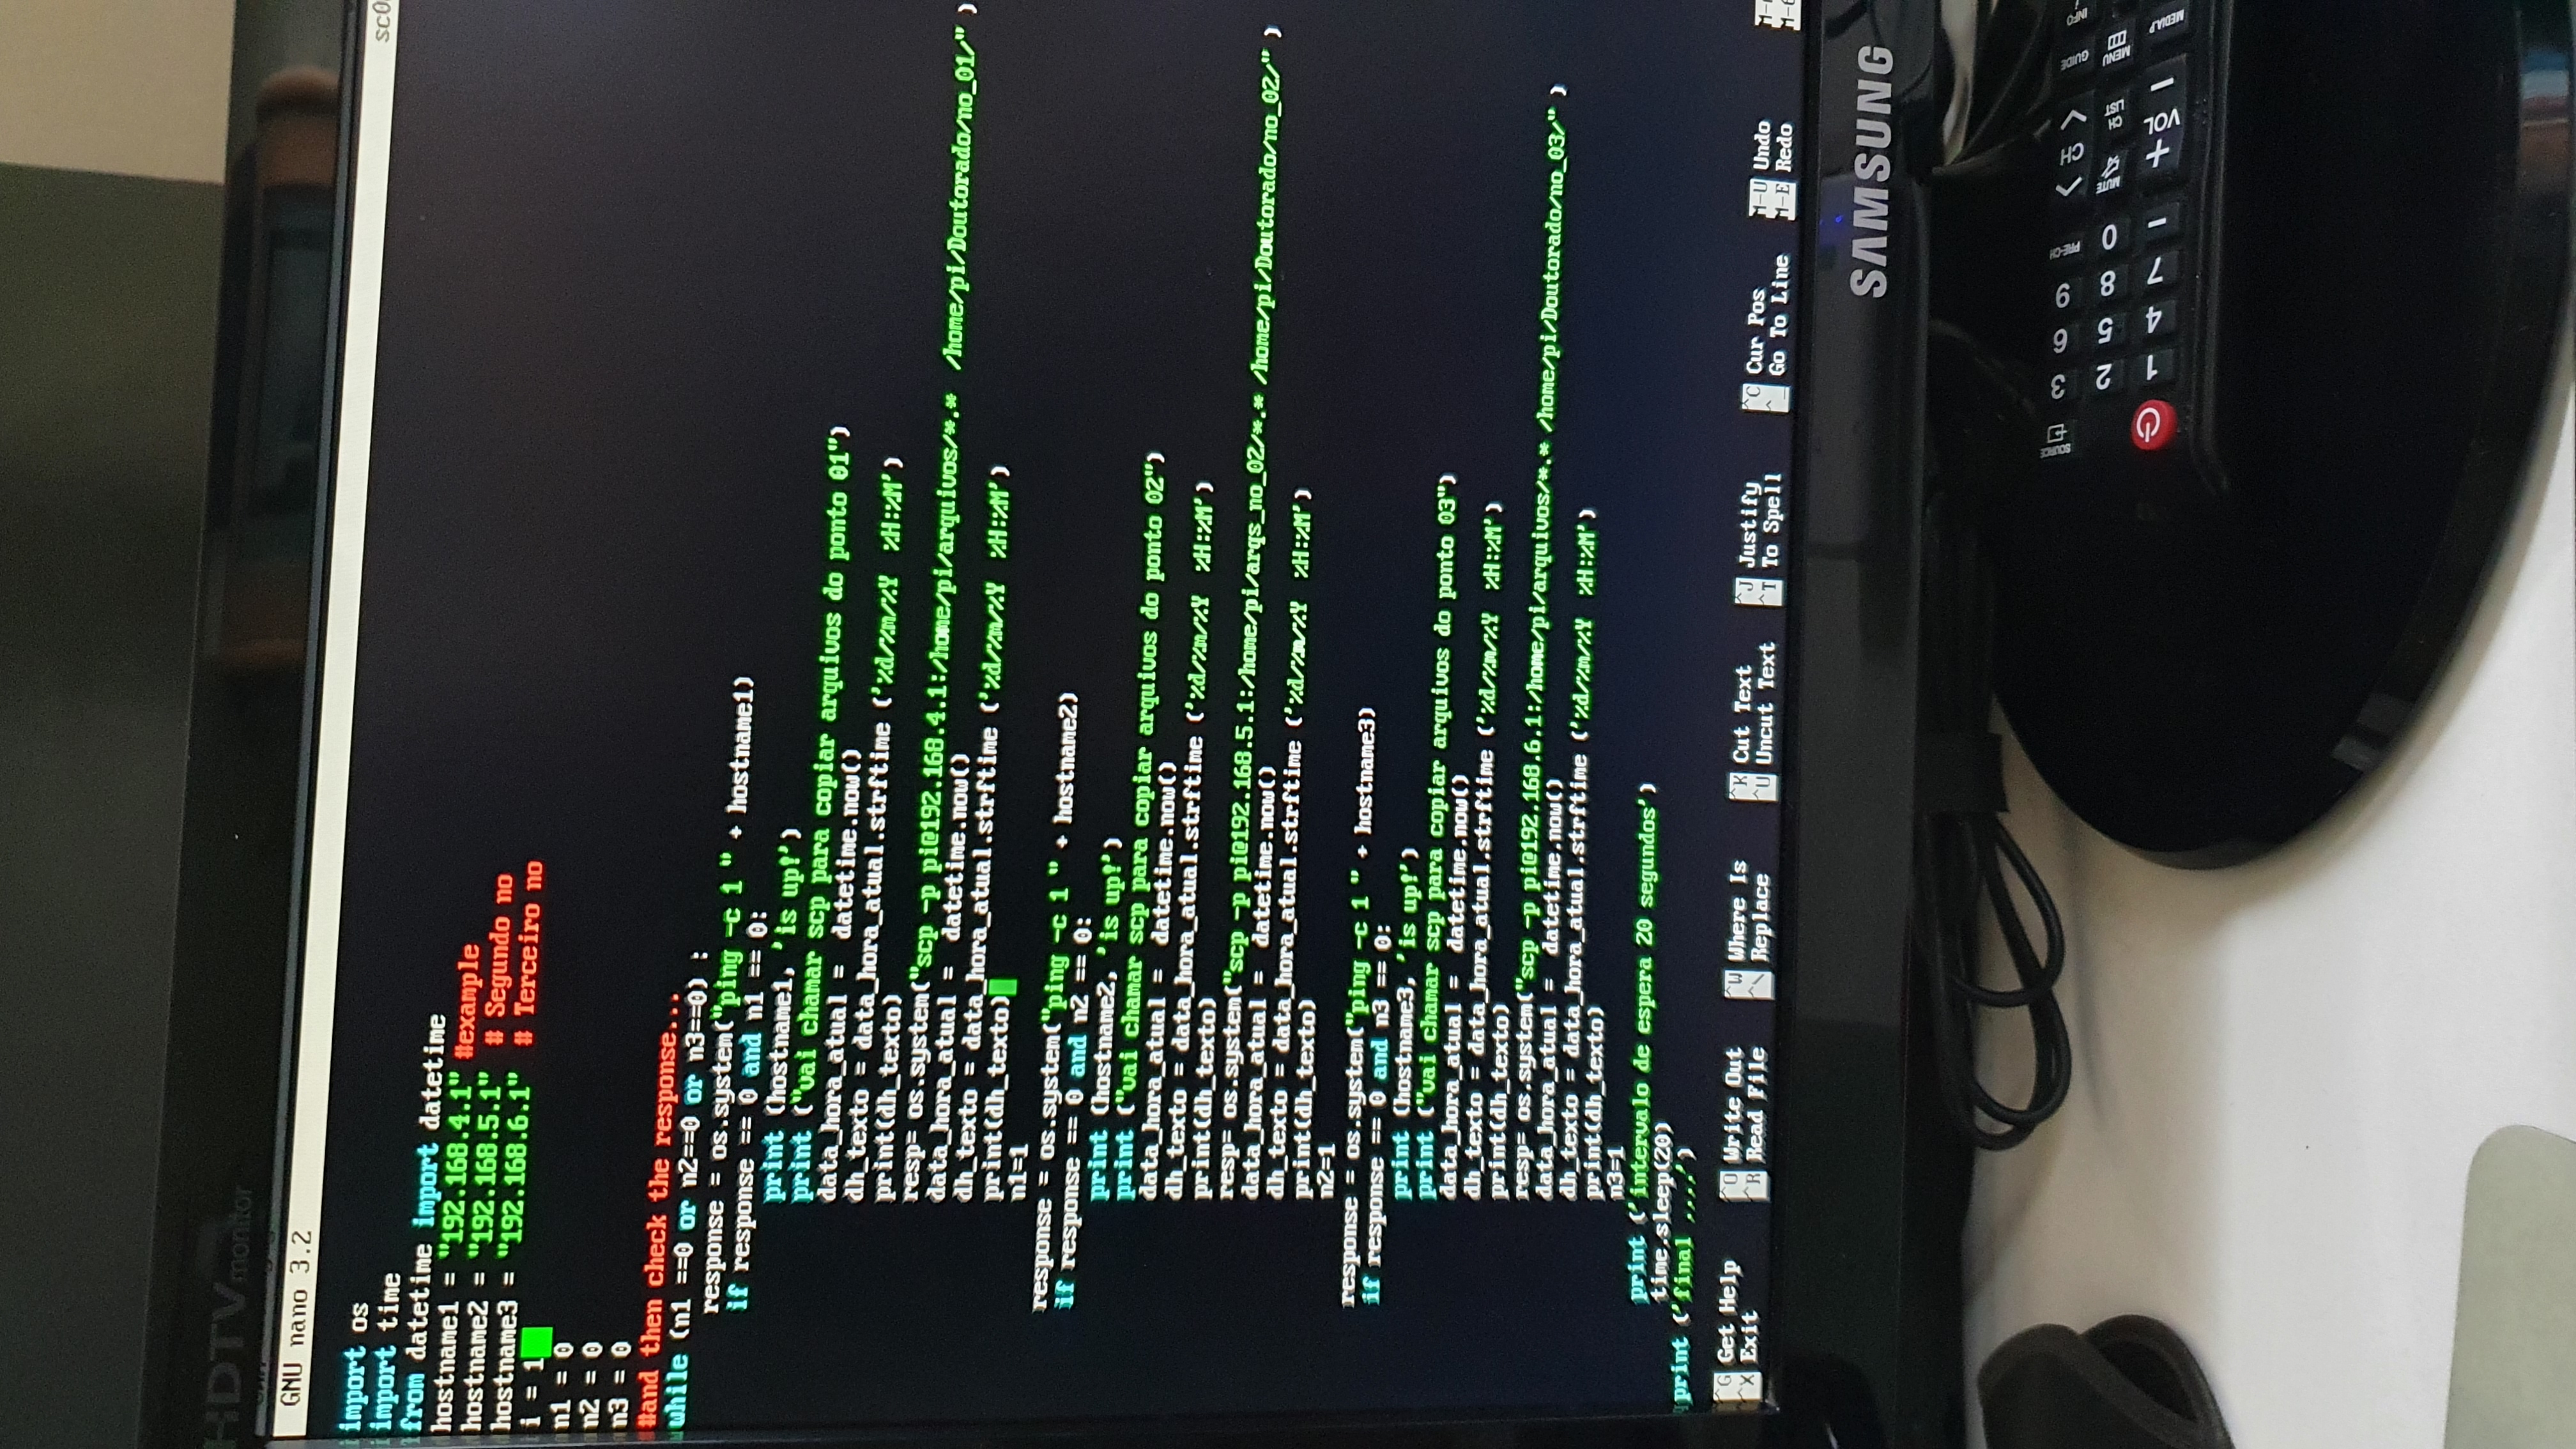 HDTV monitor
GNU nano 3.2
sc0
import os
import time
from datetime import datetime
hostname1 = "192.168.4.1" #example
hostname2 = "192.168.5.1"  # Segundo no
hostname3 = "192.168.6.1"  # Terceiro no
i = 1
n1 = 0
n2 = 0
n3 = 0
#and then check the response...
while (n1 ==0 or n2==0 or n3==0) :
        response = os.system("ping -c 1 " + hostname1)
        if response == 0 and n1 == 0:
                print (hostname1, 'is up!')
                print ("vai chamar scp para copiar arquivos do ponto 01")
                data_hora_atual =  datetime.now()
                dh_texto = data_hora_atual.strftime ('%d/%m/%Y  %H:%M')
                print(dh_texto)
                resp= os.system("scp -p pi@192.168.4.1:/home/pi/arquivos/*.*  /home/pi/Doutorado/no_01/" )
                data_hora_atual =  datetime.now()
                dh_texto = data_hora_atual.strftime ('%d/%m/%Y  %H:%M')
                print(dh_texto)
                n1=1
        response = os.system("ping -c 1 " + hostname2)
        if response == 0 and n2 == 0:
                print (hostname2, 'is up!')
                print ("vai chamar scp para copiar arquivos do ponto 02")
                data_hora_atual =  datetime.now()
                dh_texto = data_hora_atual.strftime ('%d/%m/%Y  %H:%M')
                print(dh_texto)
                resp= os.system("scp -p pi@192.168.5.1:/home/pi/arqs_no_02/*.* /home/pi/Doutorado/no_02/" )
                data_hora_atual =  datetime.now()
                dh_texto = data_hora_atual.strftime ('%d/%m/%Y  %H:%M')
                print(dh_texto)
                n2=1
        response = os.system("ping -c 1 " + hostname3)
        if response == 0 and n3 == 0:
                print (hostname3, 'is up!')
                print ("vai chamar scp para copiar arquivos do ponto 03")
                data_hora_atual =  datetime.now()
                dh_texto = data_hora_atual.strftime ('%d/%m/%Y  %H:%M')
                print(dh_texto)
                resp= os.system("scp -p pi@192.168.6.1:/home/pi/arquivos/*.* /home/pi/Doutorado/no_03/" )
                data_hora_atual =  datetime.now()
                dh_texto = data_hora_atual.strftime ('%d/%m/%Y  %H:%M')
                print(dh_texto)
                n3=1
        print ('intervalo de espera 20 segundos')
        time.sleep(20)
print ('final ,,,,')
^G Get Help ^O Write Out ^W Where Is ^K Cut Text ^J Justify ^C Cur Pos M-U Undo
^X Exit ^R Read File ^\ Replace ^U Uncut Text ^T To Spell ^_ Go To Line M-E Redo
SAMSUNG
SOURCE 3 6 9 PRE-CH CH GUIDE INFO
2 5 8 0 MUTE CH LIST MENU
1 4 7 - + VOL - MEDIA.P